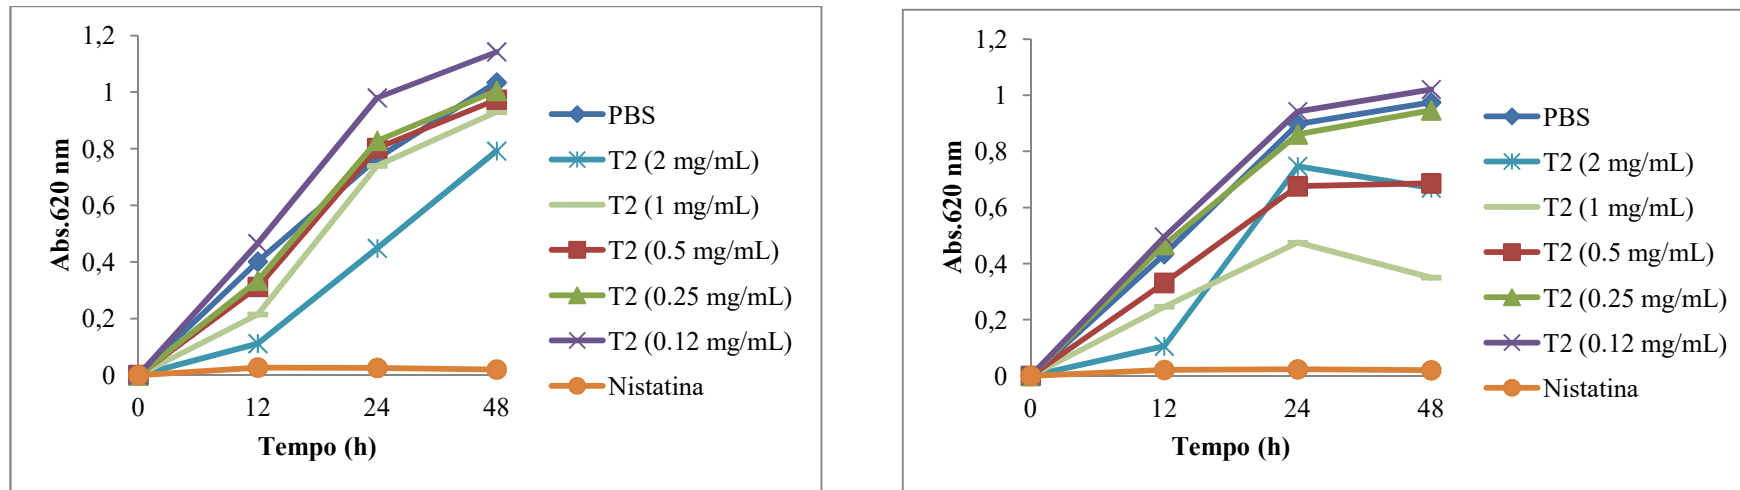 1,2
1
0,8
0,6
0,4
0,2
0
Abs.620 nm
0 12 24 48
Tempo (h)
PBS
T2 (2 mg/mL)
T2 (1 mg/mL)
T2 (0.5 mg/mL)
T2 (0.25 mg/mL)
T2 (0.12 mg/mL)
Nistatina
1,2
1
0,8
0,6
0,4
0,2
0
Abs.620 nm
0 12 24 48
Tempo (h)
PBS
T2 (2 mg/mL)
T2 (1 mg/mL)
T2 (0.5 mg/mL)
T2 (0.25 mg/mL)
T2 (0.12 mg/mL)
Nistatina